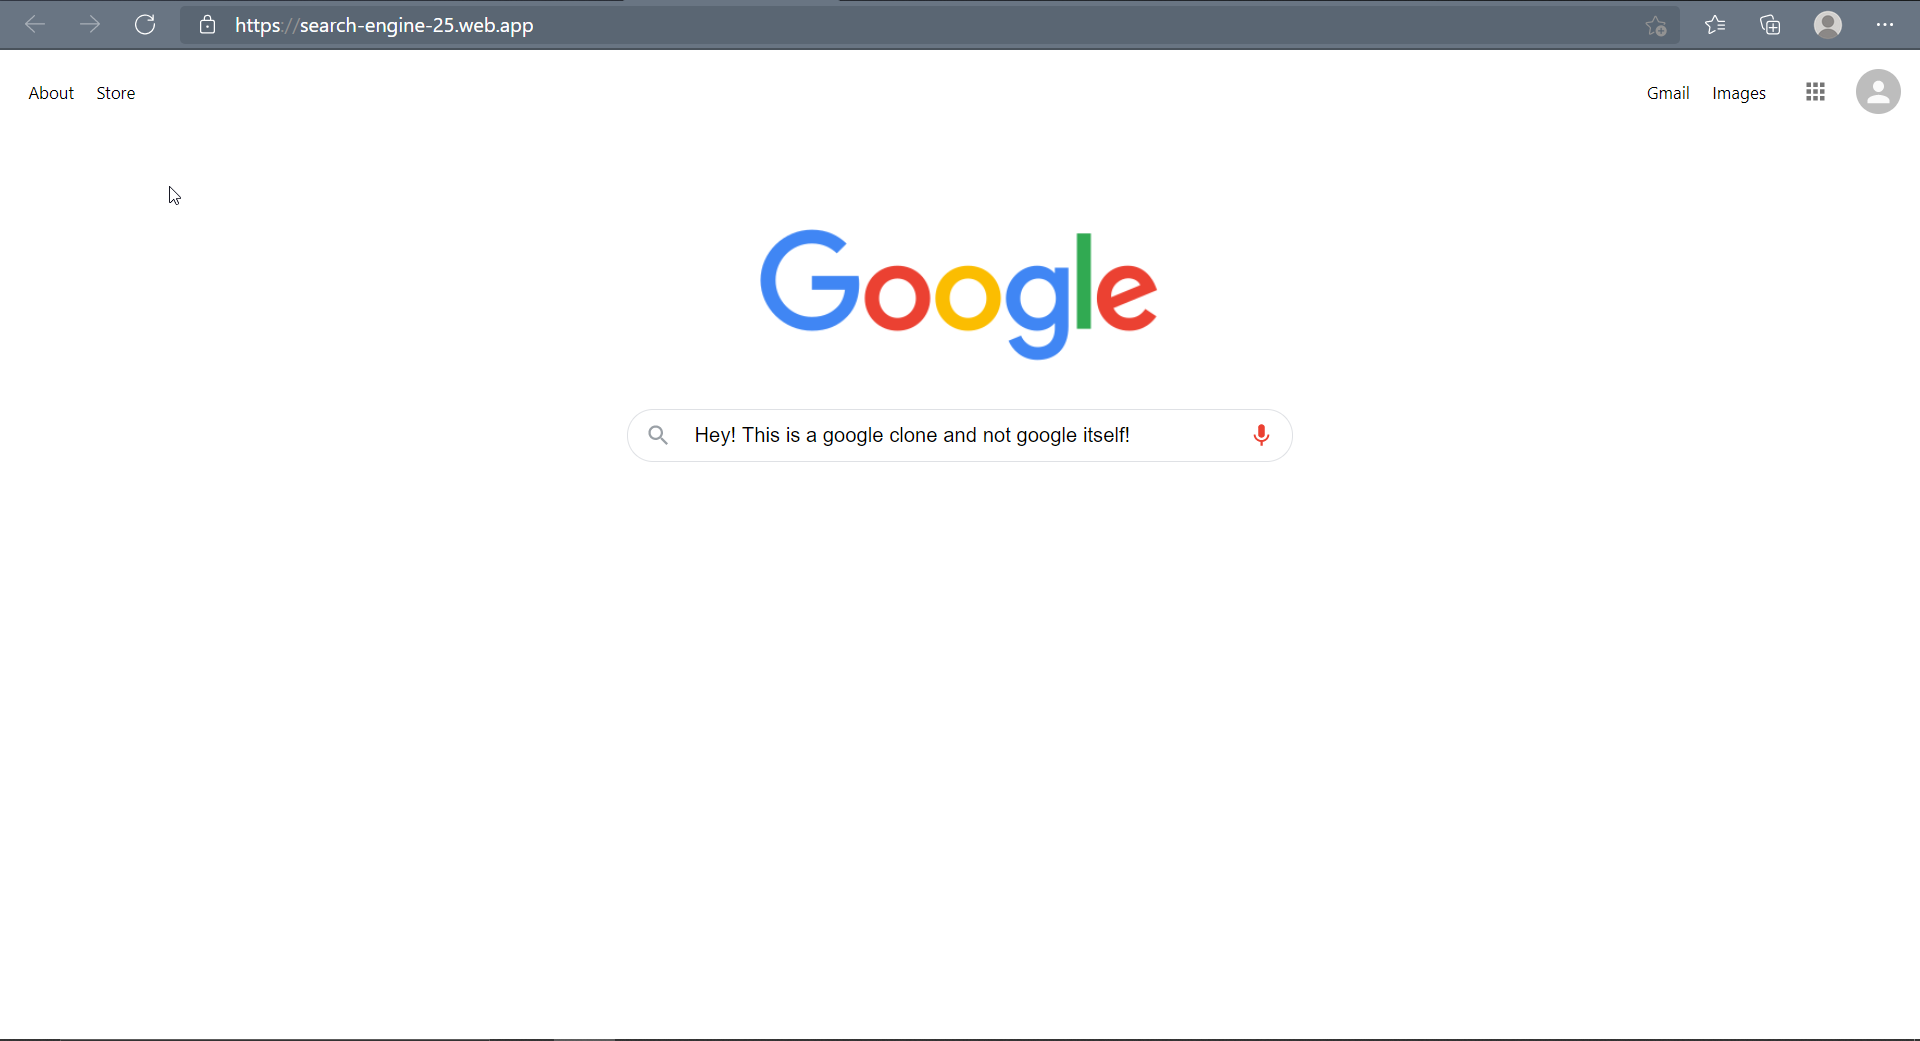 https://search-engine-25.web.app
About Store Gmail Images
Google
Hey! This is a google clone and not google itself!